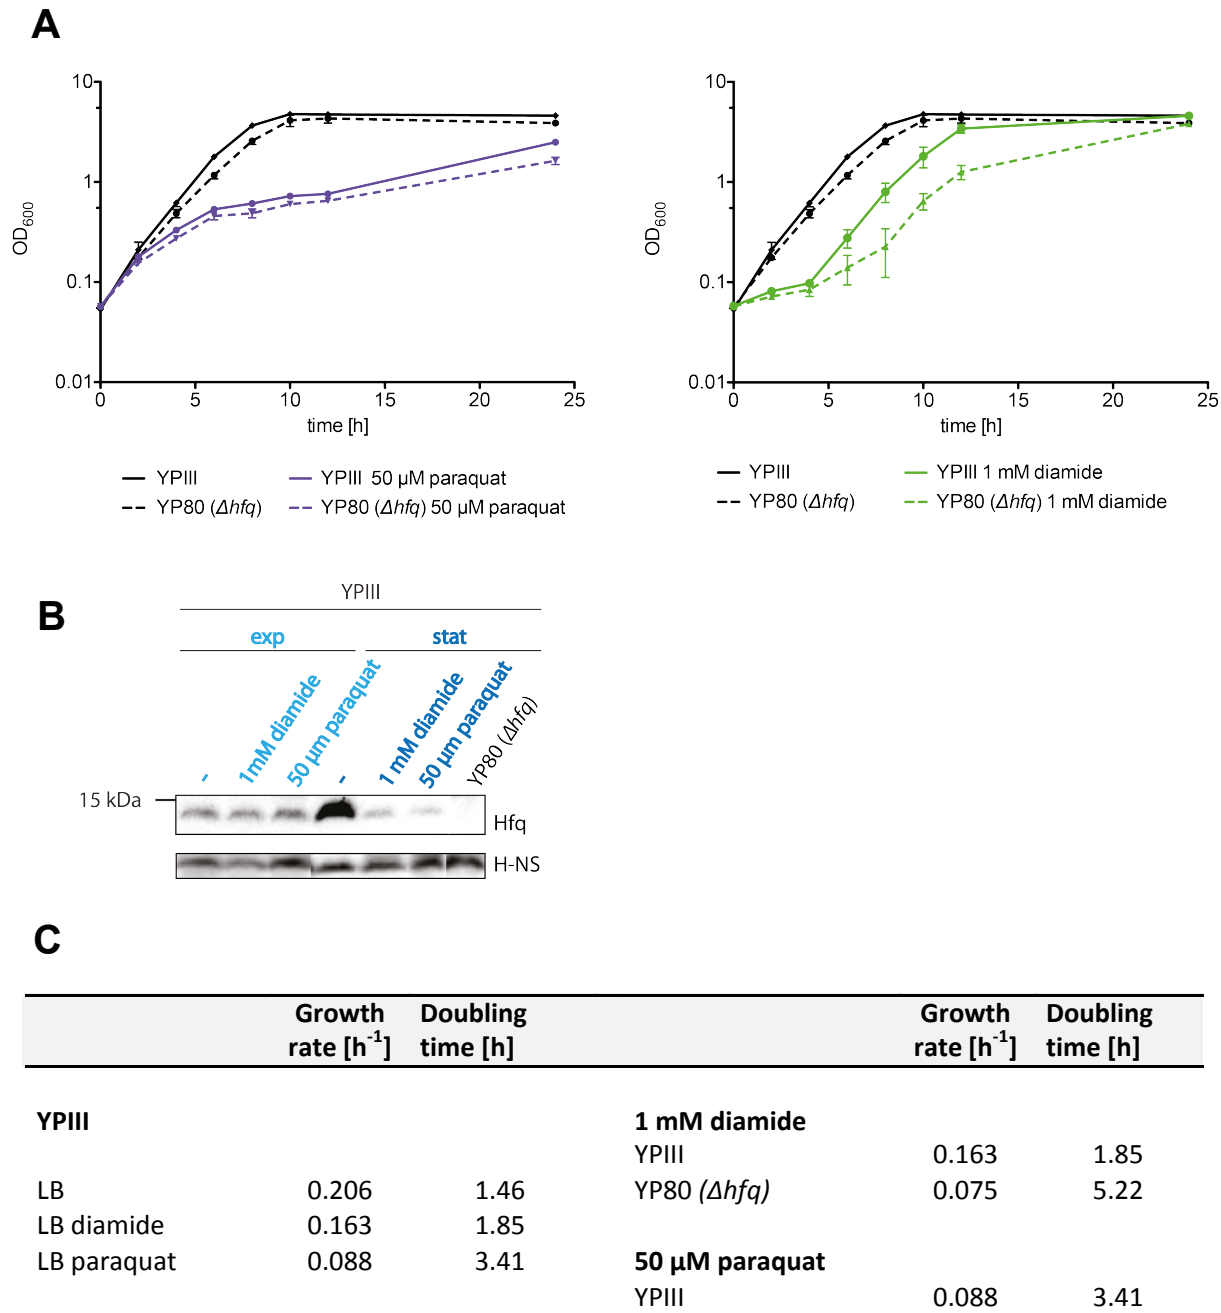 A
10
1
0.1
0.01
OD600
0 5 10 15 20 25
time [h]
YPIII
YP80 (Δhfq)
YPIII 50 µM paraquat
YP80 (Δhfq) 50 µM paraquat
10
1
0.1
0.01
OD600
0 5 10 15 20 25
time [h]
YPIII
YP80 (Δhfq)
YPIII 1 mM diamide
YP80 (Δhfq) 1 mM diamide
B
YPIII
exp stat
-
1mM diamide
50 µm paraquat
-
1 mM diamide
50 µm paraquat
YP80 (Δhfq)
15 kDa
Hfq
H-NS
C
Growth Doubling Growth Doubling
rate [h-1] time [h] rate [h-1] time [h]
YPIII 1 mM diamide
YPIII 0.163 1.85
LB 0.206 1.46 YP80 (Δhfq) 0.075 5.22
LB diamide 0.163 1.85
LB paraquat 0.088 3.41 50 µM paraquat
YPIII 0.088 3.41